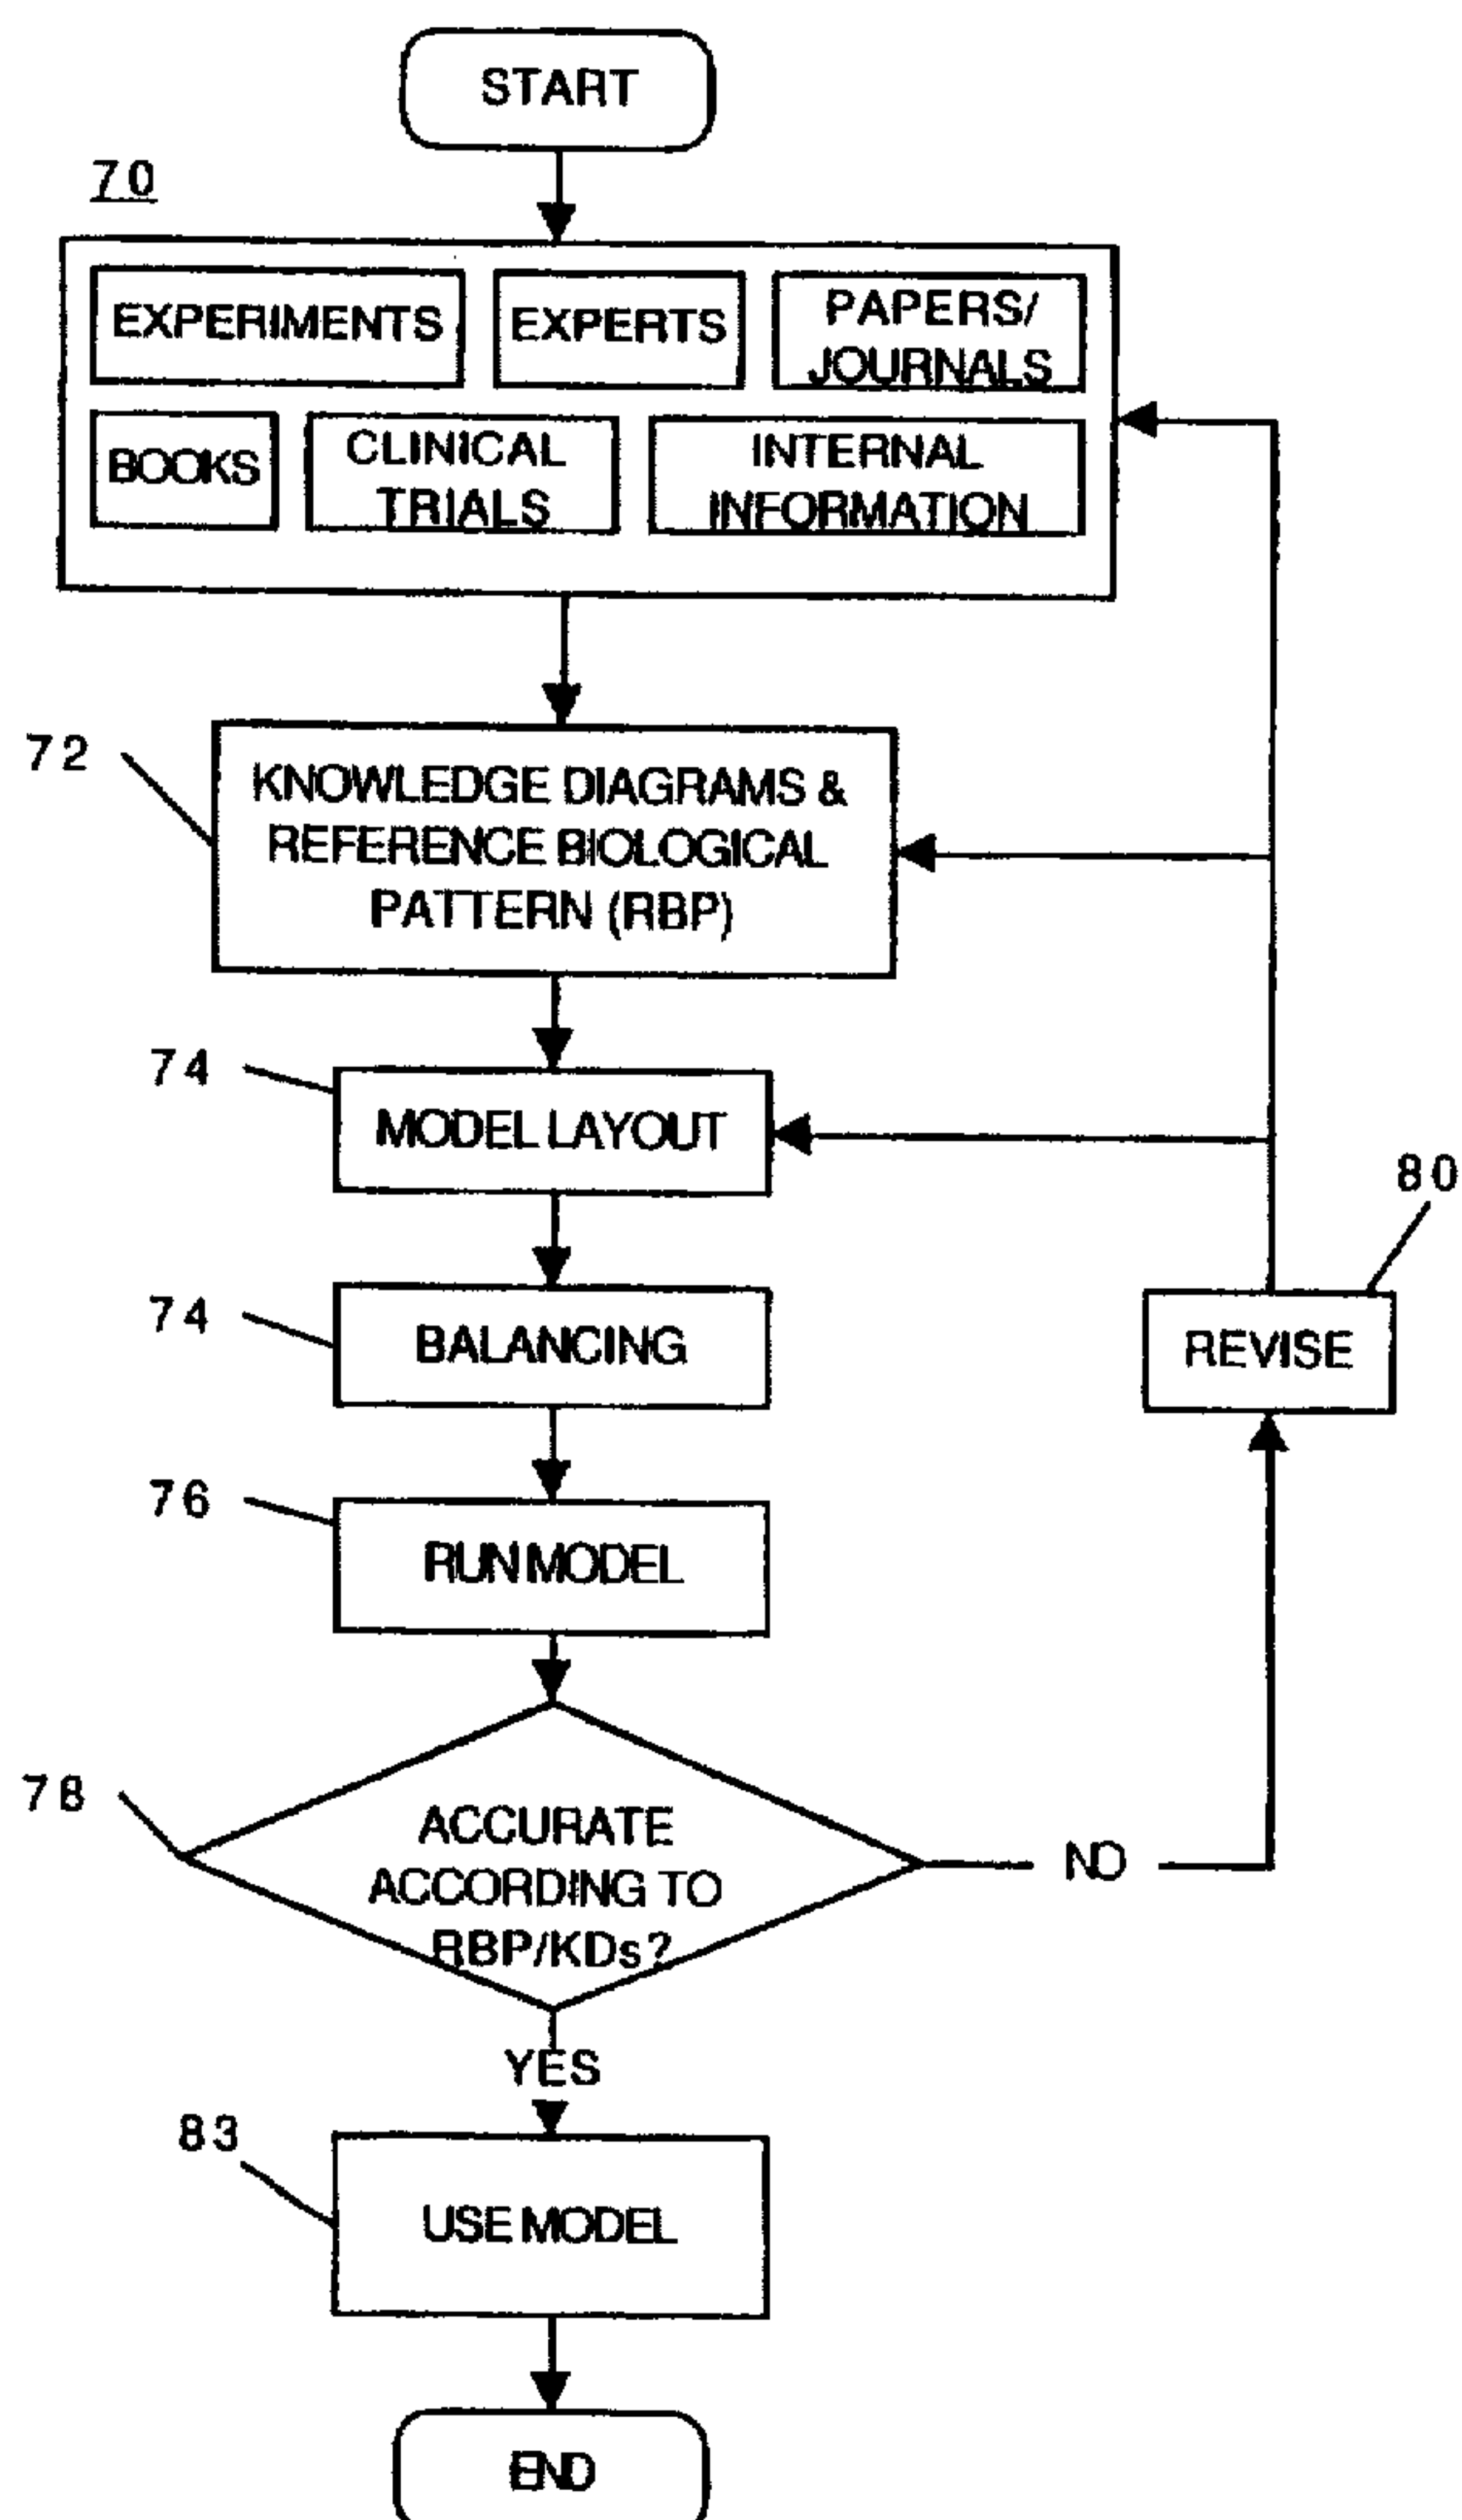 START
70
EXPERIMENTS
EXPERTS
PAPERS/
JOURNALS
BOOKS
CLINICAL
TRIALS
INTERNAL
INFORMATION
72
KNOWLEDGE DIAGRAMS &
REFERENCE BIOLOGICAL
PATTERN (RBP)
74
MODEL LAYOUT
80
74
BALANCING
REVISE
76
RUN MODEL
78
ACCURATE
ACCORDING TO
RBP/KDs?
NO
YES
83
USE MODEL
END